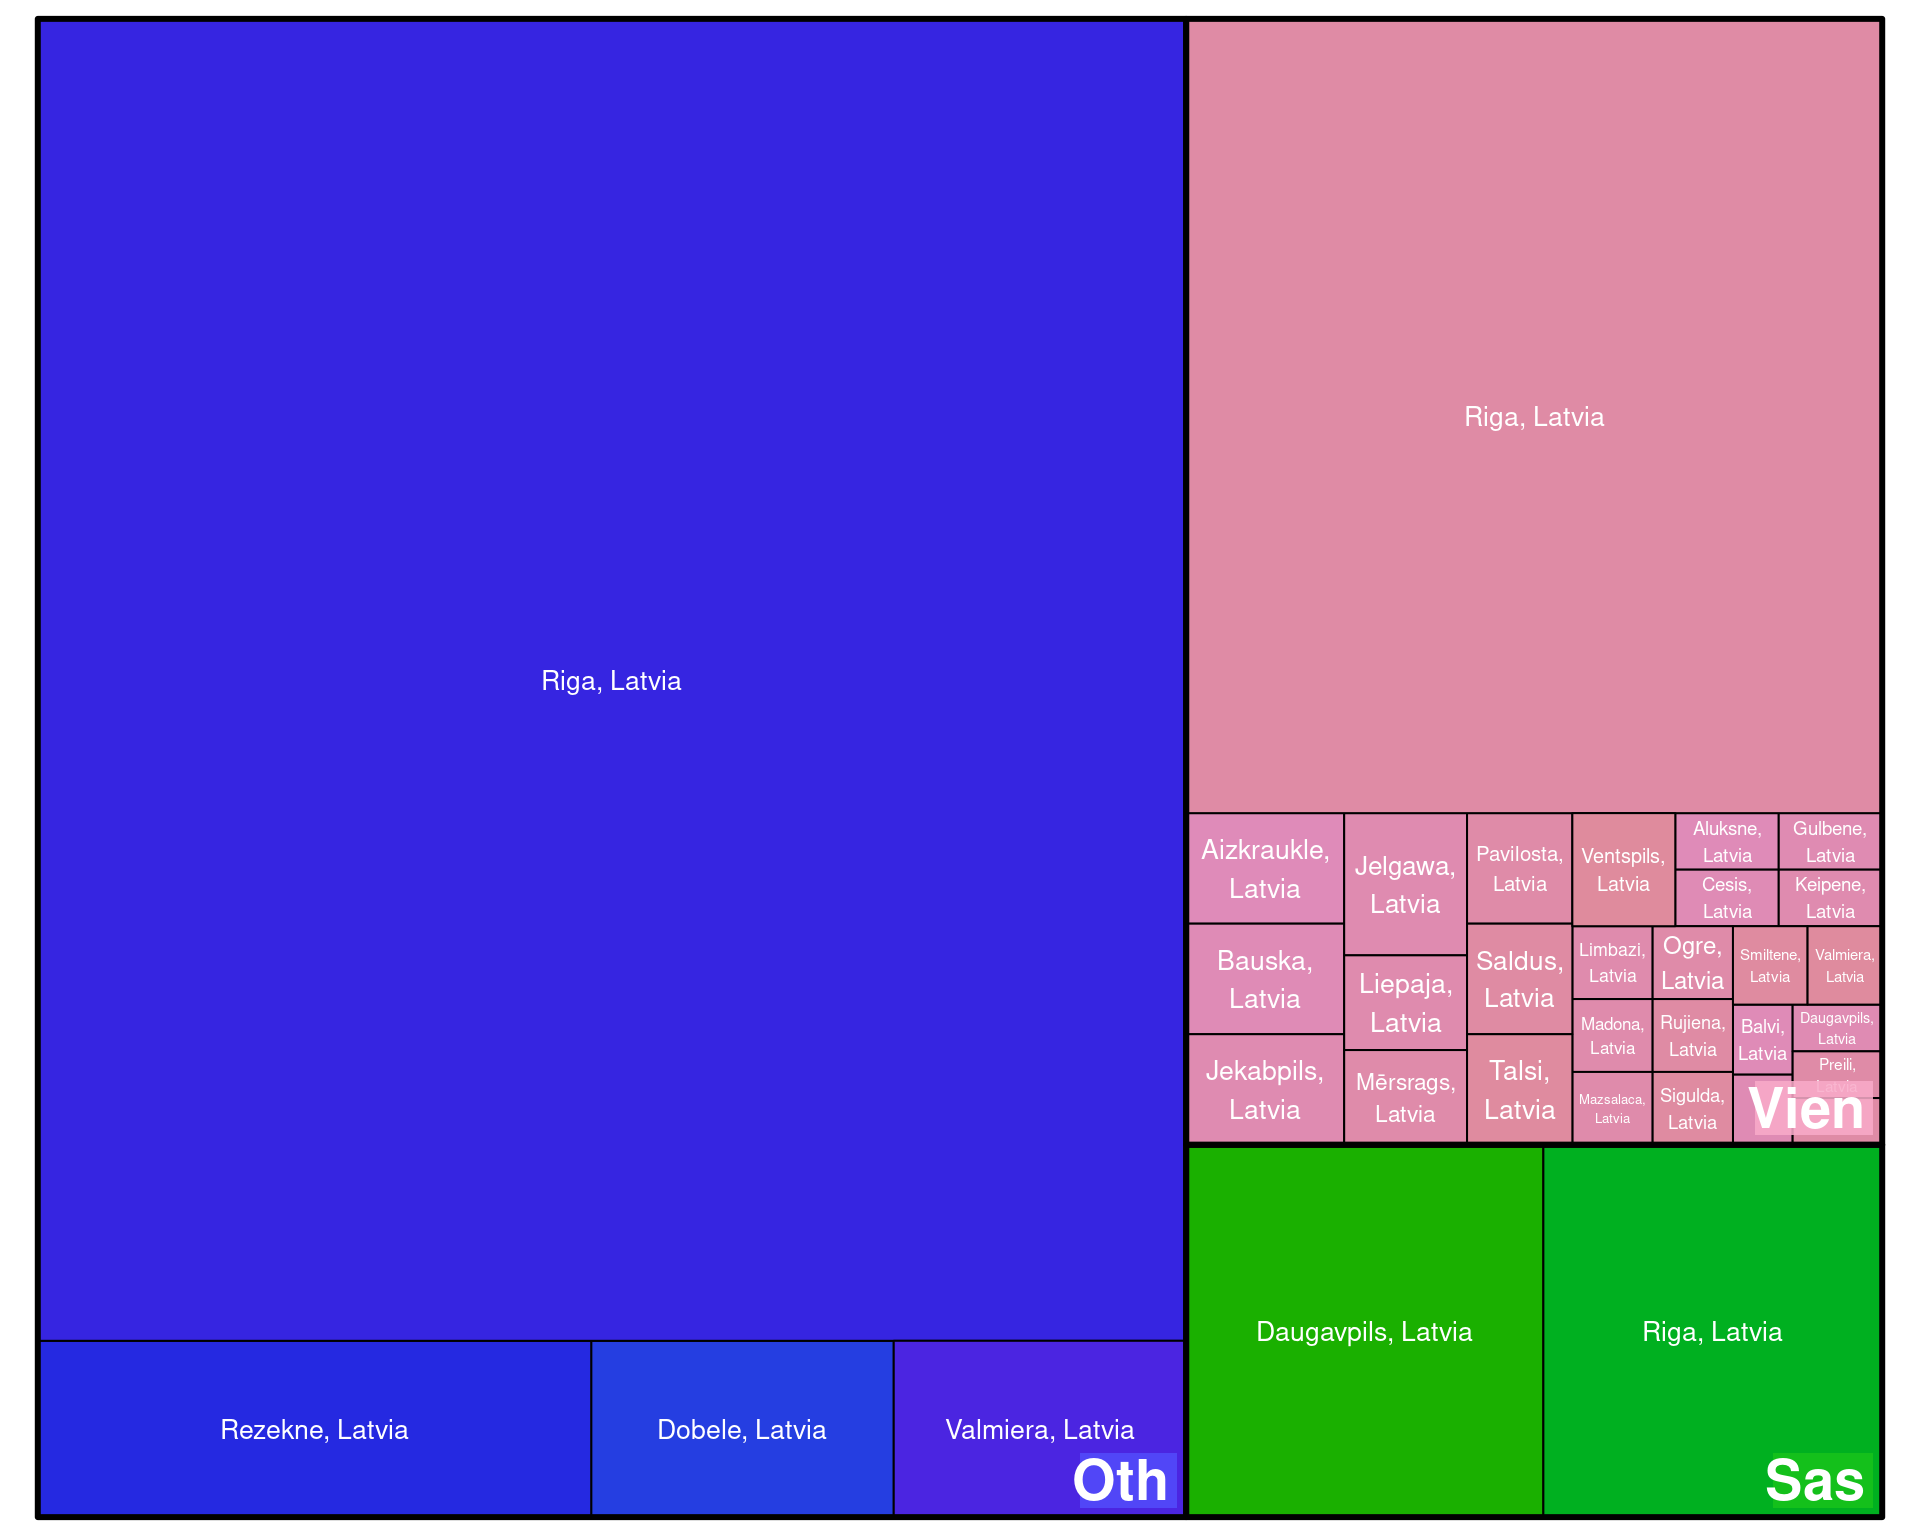 Riga, Latvia
Rezekne, Latvia
Dobele, Latvia
Valmiera, Latvia
Oth
Riga, Latvia
Aizkraukle,
Latvia
Bauska,
Latvia
Jekabpils,
Latvia
Jelgawa,
Latvia
Liepaja,
Latvia
Mērsrags,
Latvia
Pavilosta,
Latvia
Saldus,
Latvia
Talsi,
Latvia
Ventspils,
Latvia
Aluksne,
Latvia
Gulbene,
Latvia
Cesis,
Latvia
Keipene,
Latvia
Limbazi,
Latvia
Ogre,
Latvia
Smiltene,
Latvia
Valmiera,
Latvia
Madona,
Latvia
Rujiena,
Latvia
Balvi,
Latvia
Daugavpils,
Latvia
Preili,
Latvia
Mazsalaca,
Latvia
Sigulda,
Latvia
Vien
Daugavpils, Latvia
Riga, Latvia
Sas